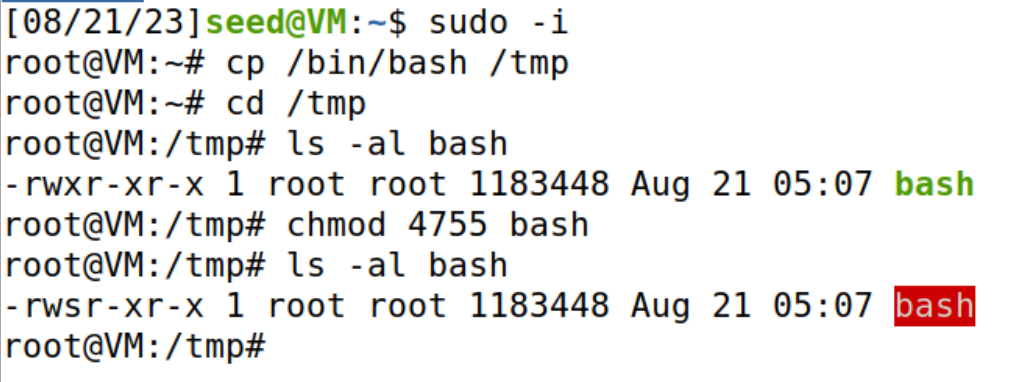 [08/21/23]seed@VM:~$ sudo -i
root@VM:~# cp /bin/bash /tmp
root@VM:~# cd /tmp
root@VM:/tmp# ls -al bash
-rwxr-xr-x 1 root root 1183448 Aug 21 05:07 bash
root@VM:/tmp# chmod 4755 bash
root@VM:/tmp# ls -al bash
-rwsr-xr-x 1 root root 1183448 Aug 21 05:07 bash
root@VM:/tmp#